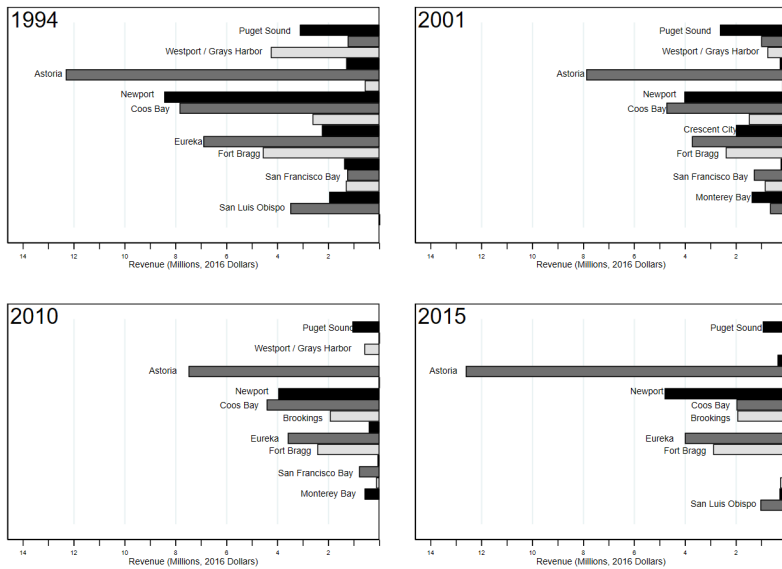 1994
Puget Sound
Westport / Grays Harbor
Astoria
Newport
Coos Bay
Eureka
Fort Bragg
San Francisco Bay
San Luis Obispo
14 12 10 8 6 4 2
Revenue (Millions, 2016 Dollars)
2001
Puget Sound
Westport / Grays Harbor
Astoria
Newport
Coos Bay
Crescent City
Eureka
Fort Bragg
San Francisco Bay
Monterey Bay
14 12 10 8 6 4 2
Revenue (Millions, 2016 Dollars)
2010
Puget Sound
Westport / Grays Harbor
Astoria
Newport
Coos Bay
Brookings
Eureka
Fort Bragg
San Francisco Bay
Monterey Bay
14 12 10 8 6 4 2
Revenue (Millions, 2016 Dollars)
2015
Puget Sound
Astoria
Newport
Coos Bay
Brookings
Eureka
Fort Bragg
San Luis Obispo
14 12 10 8 6 4 2
Revenue (Millions, 2016 Dollars)